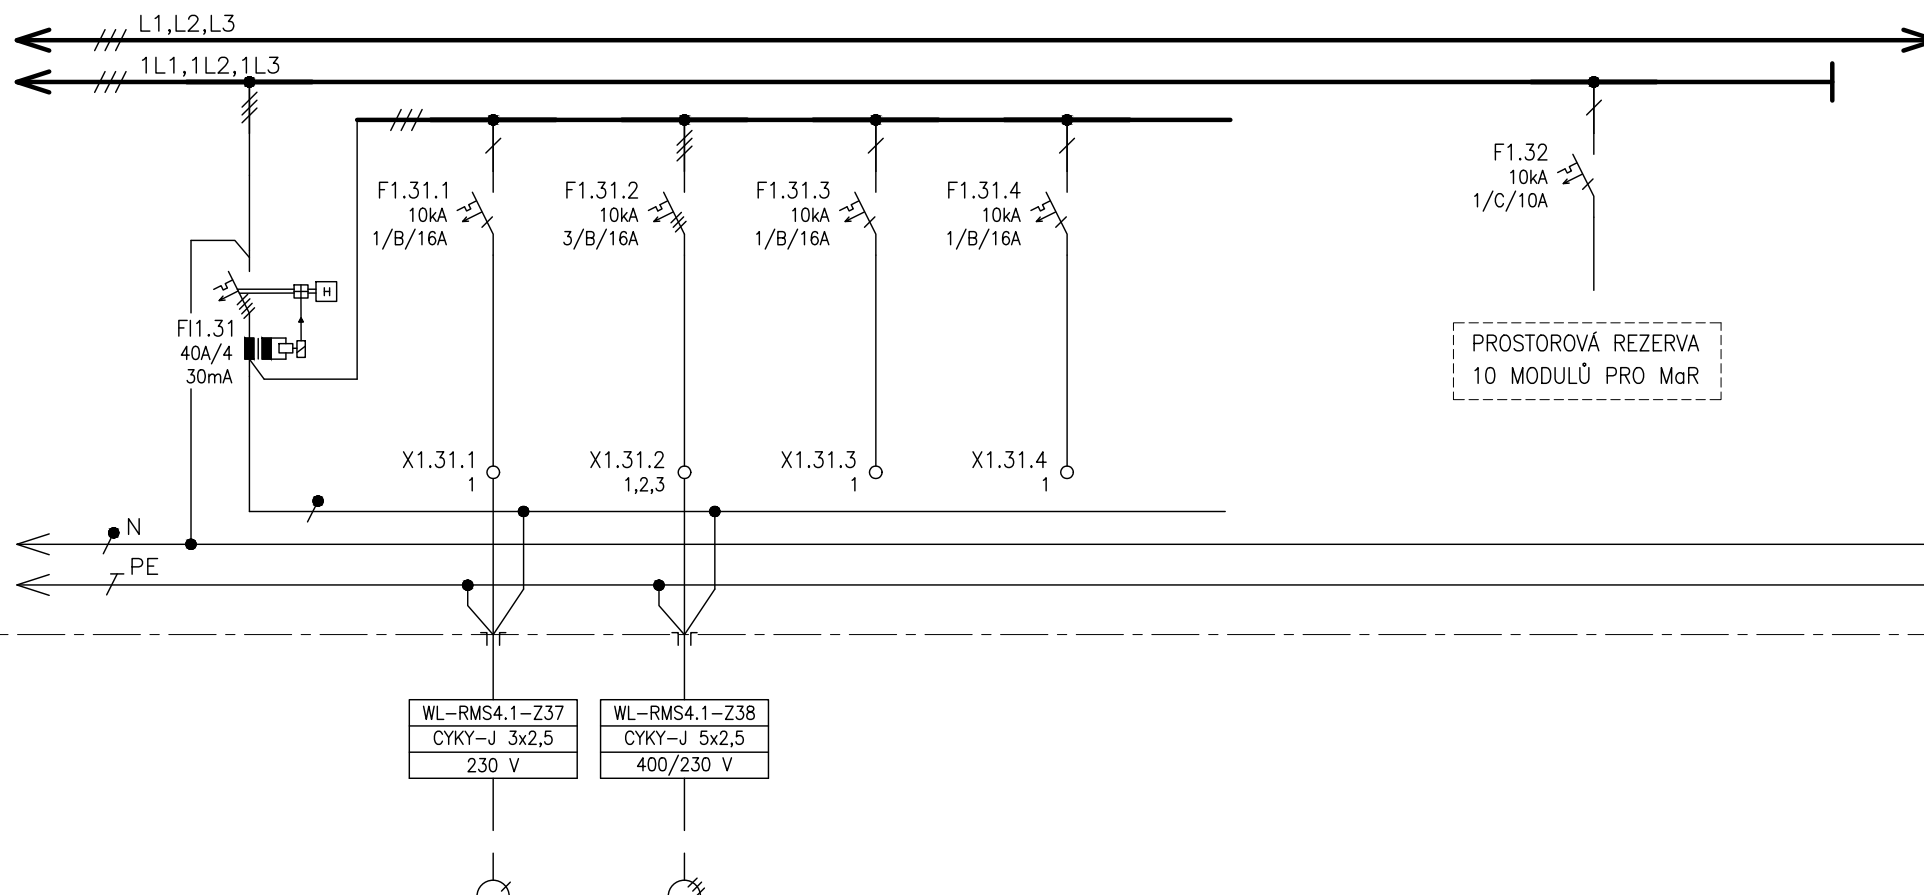 L1,L2,L3
1L1,1L2,1L3
F1.31.1
10kA
1/B/16A
F1.31.2
10kA
3/B/16A
F1.31.3
10kA
1/B/16A
F1.31.4
10kA
1/B/16A
F1.32
10kA
1/C/10A
H
FI1.31
40A/4
30mA
PROSTOROVÁ REZERVA
10 MODULŮ PRO MaR
X1.31.1
1
X1.31.2
1,2,3
X1.31.3
1
X1.31.4
1
N
PE
WL-RMS4.1-Z37
CYKY-J 3x2,5
230 V
WL-RMS4.1-Z38
CYKY-J 5x2,5
400/230 V